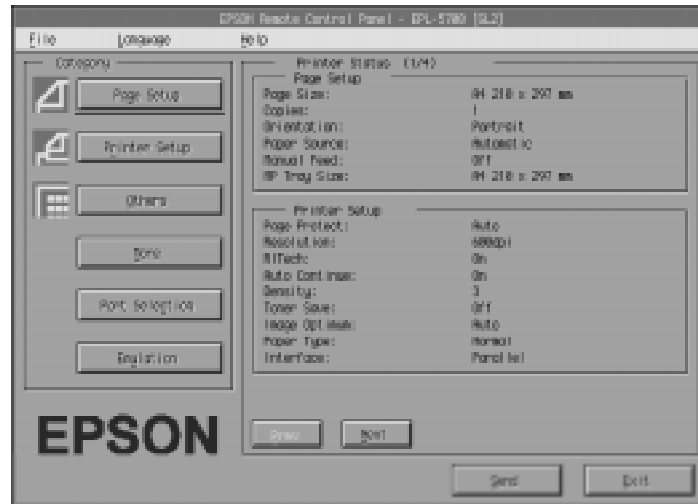 EPSON Remote Control Panel - EPL-5700 [GL2]
File Language Help
Category
Page Setup
Printer Setup
Others
More
Port Selection
Emulation
EPSON
Printer Status (1/4)
Page Setup
Page Size: A4 210 x 297 mm
Copies: 1
Orientation: Portrait
Paper Source: Automatic
Manual Feed: Off
MP Tray Size: A4 210 x 297 mm
Printer Setup
Page Protect: Auto
Resolution: 600dpi
RITech: On
Auto Continue: On
Density: 3
Toner Save: Off
Image Optimum: Auto
Paper Type: Normal
Interface: Parallel
Prev Next
Send Exit